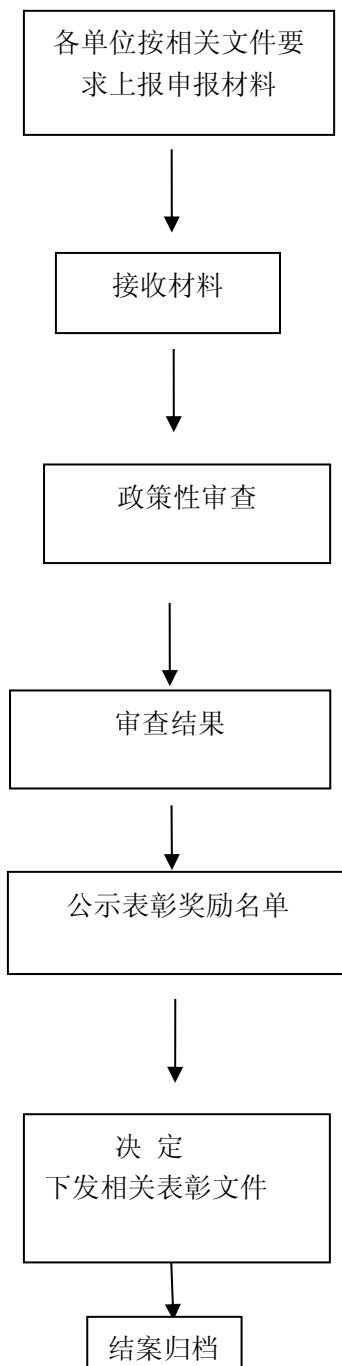 各单位按相关文件要
求上报申报材料
接收材料
政策性审查
审查结果
公示表彰奖励名单
决 定
下发相关表彰文件
结案归档